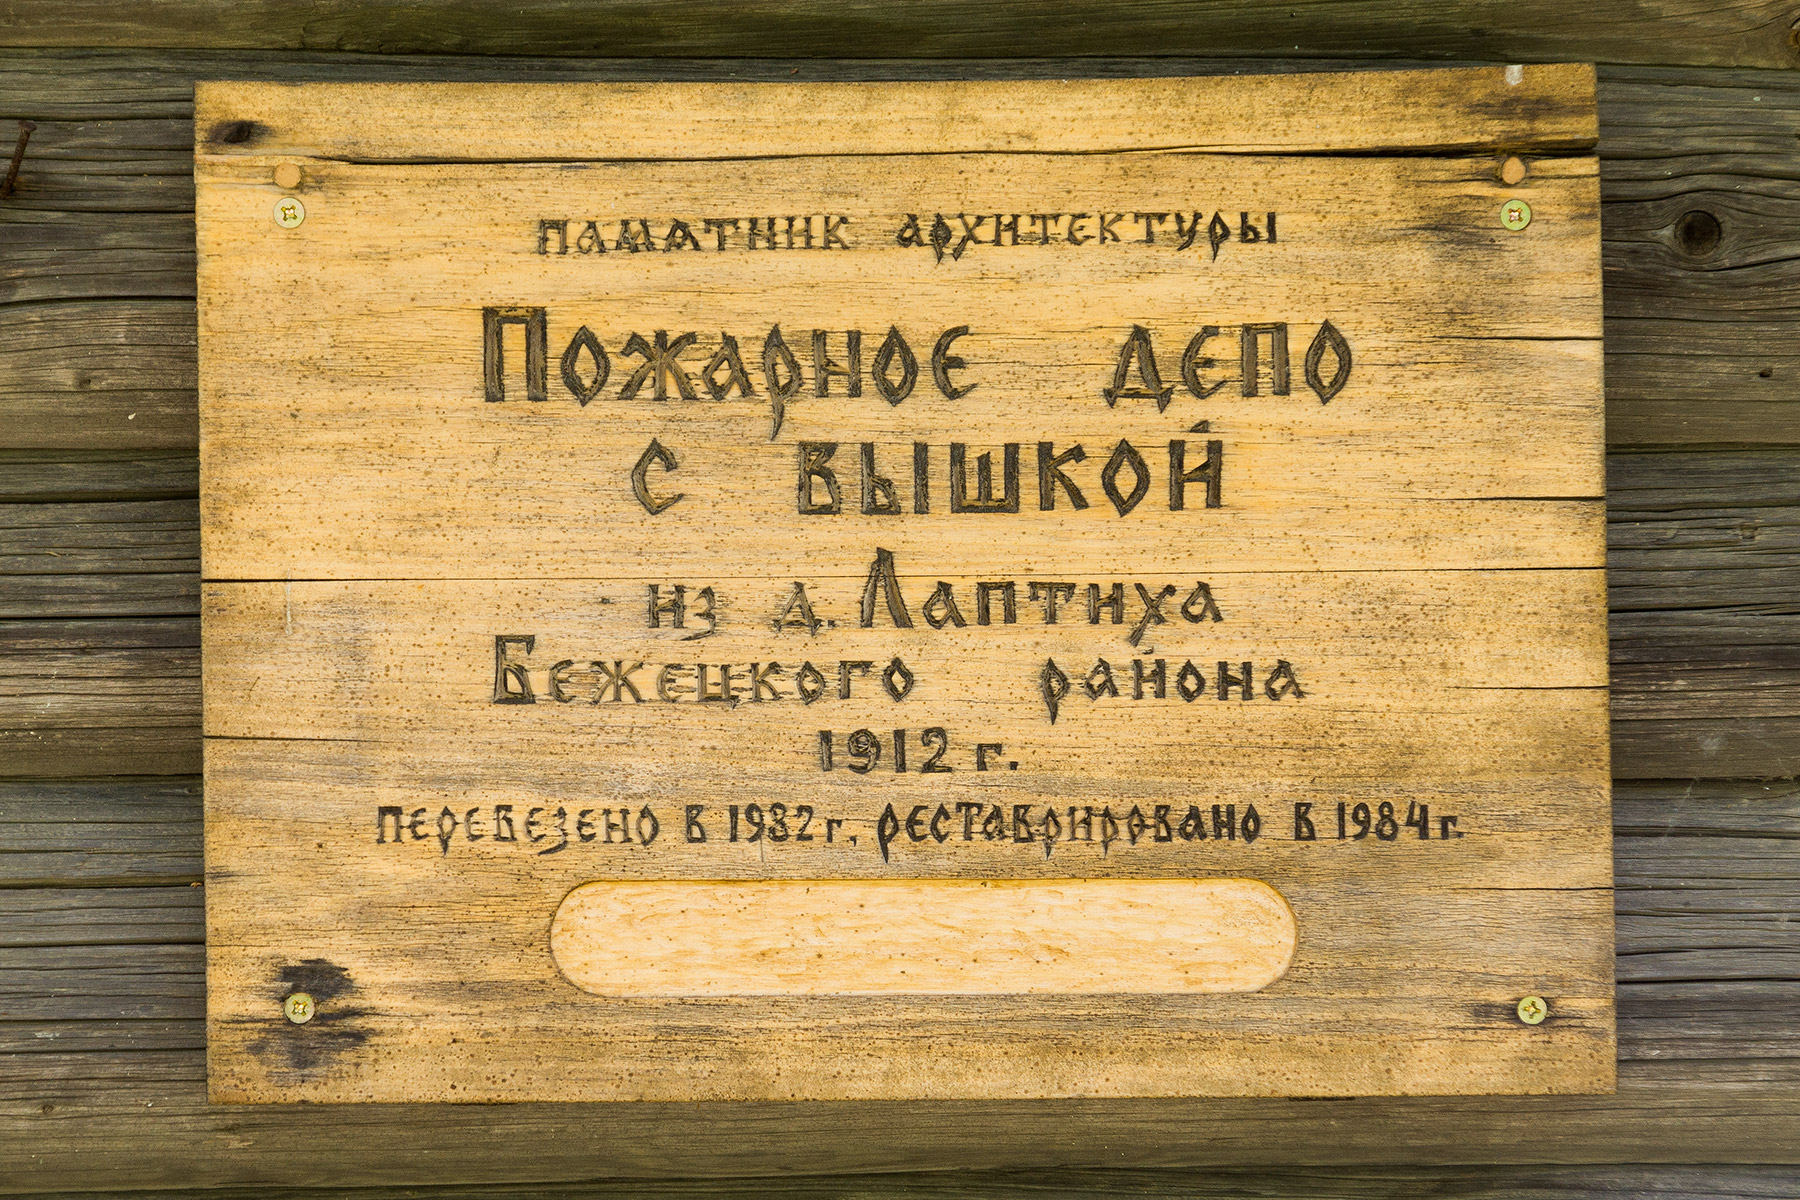 памятник архитектуры
Пожарное депо
с вышкой
из д. Лаптиха
Бежецкого района
1912 г.
перевезено в 1982 г., реставрировано в 1984 г.